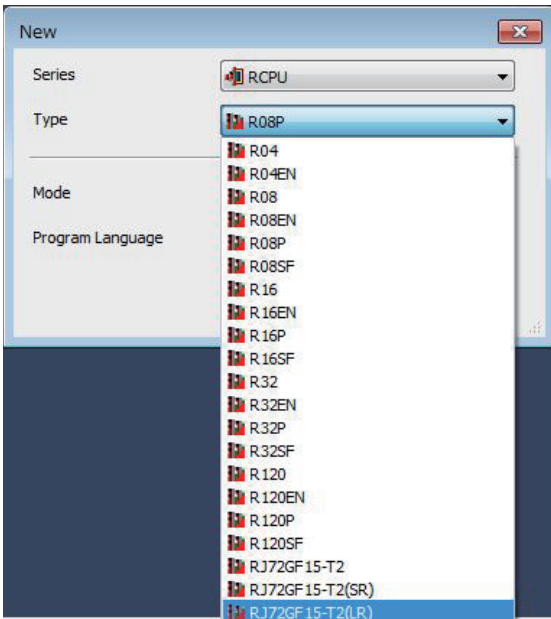 New
Series
RCPU
Type
R08P
R04
R04EN
R08
R08EN
R08P
R08SF
Mode
Program Language
R16
R16EN
R16P
R16SF
R32
R32EN
R32P
R32SF
R120
R120EN
R120P
R120SF
RJ72GF15-T2
RJ72GF15-T2(SR)
RJ72GF15-T2(LR)